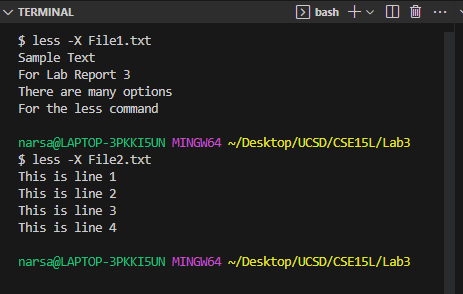 TERMINAL
bash
$ less -X File1.txt
Sample Text
For Lab Report 3
There are many options
For the less command
narsa@LAPTOP-3PKKI5UN MINGW64 ~/Desktop/UCSD/CSE15L/Lab3
$ less -X File2.txt
This is line 1
This is line 2
This is line 3
This is line 4
narsa@LAPTOP-3PKKI5UN MINGW64 ~/Desktop/UCSD/CSE15L/Lab3